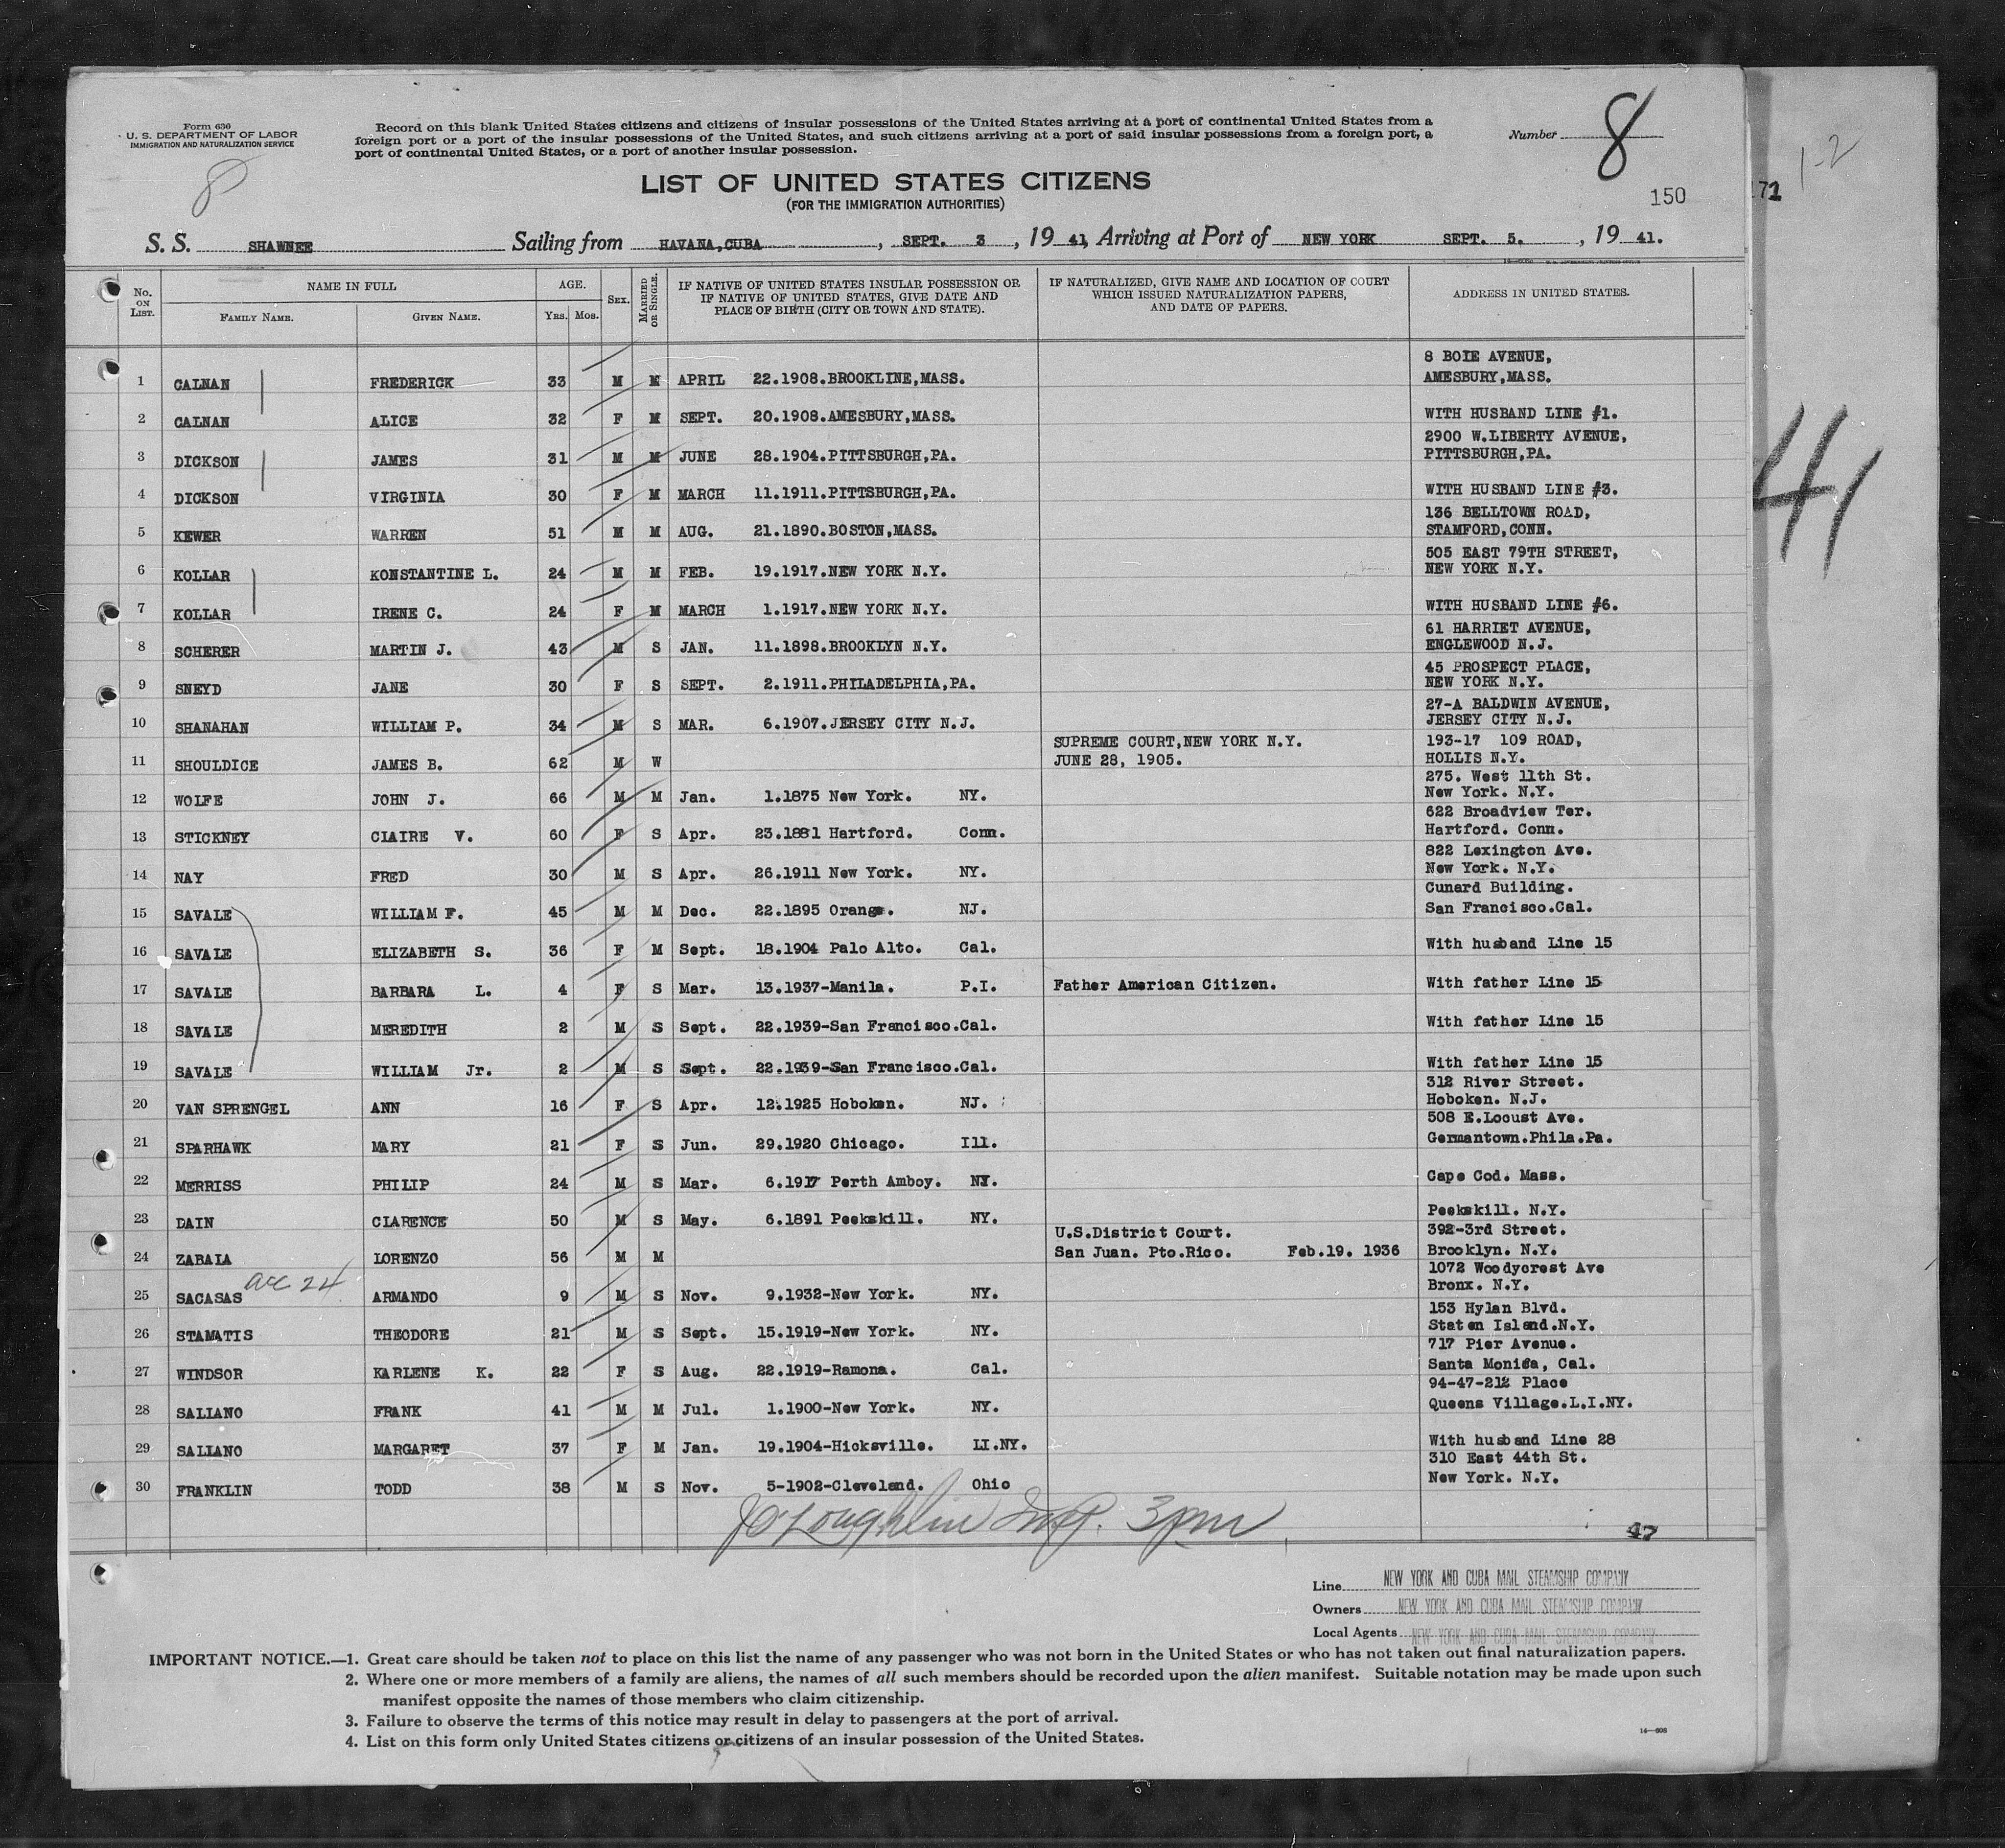 Form 630
U. S. DEPARTMENT OF LABOR
IMMIGRATION AND NATURALIZATION SERVICE
8
Record on this blank United States citizens and citizens of insular possessions of the United States arriving at a port of continental United States from a
foreign port or a port of the insular possessions of the United States, and such citizens arriving at a port of said insular possessions from a foreign port, a
port of continental United States, or a port of another insular possession.
Number 8
150
171
1-2
41
LIST OF UNITED STATES CITIZENS
(FOR THE IMMIGRATION AUTHORITIES)
S. S. SHAWNEE Sailing from HAVANA,CUBA , SEPT. 3 , 19 41, Arriving at Port of NEW YORK SEPT. 5. , 19 41.
No. ON LIST. NAME IN FULL FAMILY NAME. GIVEN NAME. AGE. YRS. MOS. SEX. MARRIED OR SINGLE. IF NATIVE OF UNITED STATES INSULAR POSSESSION OR IF NATIVE OF UNITED STATES, GIVE DATE AND PLACE OF BIRTH (CITY OR TOWN AND STATE). IF NATURALIZED, GIVE NAME AND LOCATION OF COURT WHICH ISSUED NATURALIZATION PAPERS, AND DATE OF PAPERS. ADDRESS IN UNITED STATES.
1 CALNAN FREDERICK 33 M M APRIL 22.1908.BROOKLINE,MASS. 8 BOIE AVENUE, AMESBURY,MASS.
2 CALNAN ALICE 32 F M SEPT. 20.1908.AMESBURY,MASS. WITH HUSBAND LINE #1.
3 DICKSON JAMES 31 M M JUNE 28.1904.PITTSBURGH,PA. 2900 W.LIBERTY AVENUE, PITTSBURGH,PA.
4 DICKSON VIRGINIA 30 F M MARCH 11.1911.PITTSBURGH,PA. WITH HUSBAND LINE #3.
5 KEWER WARREN 51 M M AUG. 21.1890.BOSTON,MASS. 136 BELLTOWN ROAD, STAMFORD,CONN.
6 KOLLAR KONSTANTINE L. 24 M M FEB. 19.1917.NEW YORK N.Y. 505 EAST 79TH STREET, NEW YORK N.Y.
7 KOLLAR IRENE C. 24 F M MARCH 1.1917.NEW YORK N.Y. WITH HUSBAND LINE #6.
8 SCHERER MARTIN J. 43 M S JAN. 11.1898.BROOKLYN N.Y. 61 HARRIET AVENUE, ENGLEWOOD N.J.
9 SNEYD JANE 30 F S SEPT. 2.1911.PHILADELPHIA,PA. 45 PROSPECT PLACE, NEW YORK N.Y.
10 SHANAHAN WILLIAM P. 34 M S MAR. 6.1907.JERSEY CITY N.J. 27-A BALDWIN AVENUE, JERSEY CITY N.J.
11 SHOULDICE JAMES B. 62 M W SUPREME COURT,NEW YORK N.Y. JUNE 28, 1905. 193-17 109 ROAD, HOLLIS N.Y.
12 WOLFE JOHN J. 66 M M Jan. 1.1875 New York. NY. 275. West 11th St. New York. N.Y.
13 STICKNEY CLAIRE V. 60 F S Apr. 23.1881 Hartford. Conn. 622 Broadview Ter. Hartford. Conn.
14 NAY FRED 30 M S Apr. 26.1911 New York. NY. 822 Lexington Ave. New York. N.Y.
15 SAVALE WILLIAM F. 45 M M Dec. 22.1895 Orange. NJ. Cunard Building. San Francisco.Cal.
16 SAVALE ELIZABETH S. 36 F M Sept. 18.1904 Palo Alto. Cal. With husband Line 15
17 SAVALE BARBARA L. 4 F S Mar. 13.1937-Manila. P.I. Father American Citizen. With father Line 15
18 SAVALE MEREDITH 2 M S Sept. 22.1939-San Francisco.Cal. With father Line 15
19 SAVALE WILLIAM Jr. 2 M S Sept. 22.1939-San Francisco.Cal. With father Line 15
20 VAN SPRENGEL ANN 16 F S Apr. 12.1925 Hoboken. NJ. 312 River Street. Hoboken. N.J.
21 SPARHAWK MARY 21 F S Jun. 29.1920 Chicago. Ill. 508 E.Locust Ave. Germantown.Phila.Pa.
22 MERRISS PHILIP 24 M S Mar. 6.1917 Perth Amboy. NJ. Cape Cod. Mass.
23 DAIN CLARENCE 50 M S May. 6.1891 Peekskill. NY. Peekskill. N.Y.
24 ZABALA LORENZO 56 M M U.S.District Court. San Juan. Pto.Rico. Feb.19. 1936 392-3rd Street. Brooklyn. N.Y.
25 SACASAS acc 24 ARMANDO 9 M S Nov. 9.1932-New York. NY. 1072 Woodycrest Ave Bronx. N.Y.
26 STAMATIS THEODORE 21 M S Sept. 15.1919-New York. NY. 153 Hylan Blvd. Staten Island.N.Y.
27 WINDSOR KARLENE K. 22 F S Aug. 22.1919-Ramona. Cal. 717 Pier Avenue. Santa Monica, Cal.
28 SALIANO FRANK 41 M M Jul. 1.1900-New York. NY. 94-47-212 Place Queens Village.L.I.NY.
29 SALIANO MARGARET 37 F M Jan. 19.1904-Hicksville. LI.NY. With husband Line 28
30 FRANKLIN TODD 38 M S Nov. 5-1902-Cleveland. Ohio 310 East 44th St. New York. N.Y.
JO'Loughlin Insp. 3pm
47
Line NEW YORK AND CUBA MAIL STEAMSHIP COMPANY
Owners NEW YORK AND CUBA MAIL STEAMSHIP COMPANY
Local Agents NEW YORK AND CUBA MAIL STEAMSHIP COMPANY
IMPORTANT NOTICE.—1. Great care should be taken not to place on this list the name of any passenger who was not born in the United States or who has not taken out final naturalization papers.
2. Where one or more members of a family are aliens, the names of all such members should be recorded upon the alien manifest. Suitable notation may be made upon such
manifest opposite the names of those members who claim citizenship.
3. Failure to observe the terms of this notice may result in delay to passengers at the port of arrival.
4. List on this form only United States citizens or citizens of an insular possession of the United States.
14—608